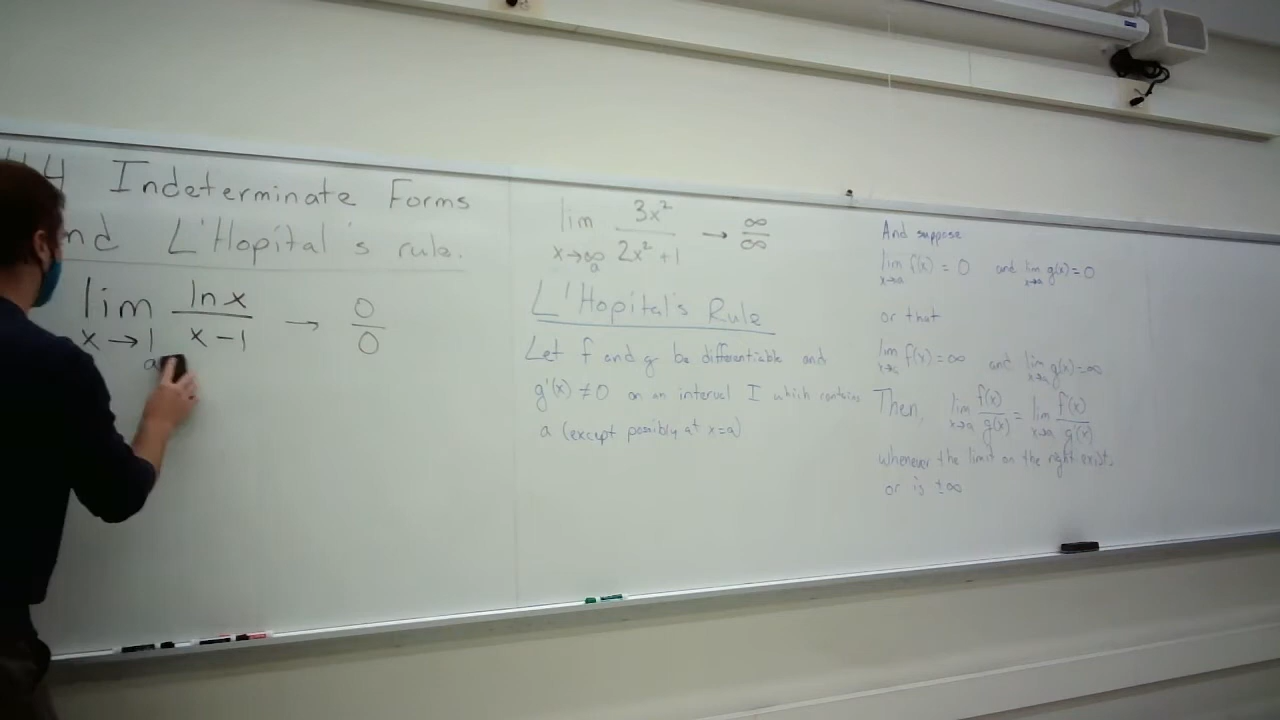 4.4 Indeterminate Forms
and L'Hopital's rule.
lim x→1 ln x / x-1 → 0/0
a
lim x→∞ 3x² / 2x²+1 → ∞/∞
a
L'Hopital's Rule
Let f and g be differentiable and
g'(x) ≠ 0 on an interval I which contains
a (except possibly at x=a)
And suppose
lim x→a f(x) = 0 and lim x→a g(x) = 0
or that
lim x→a f(x) = ∞ and lim x→a g(x) = ∞
Then, lim x→a f(x)/g(x) = lim x→a f'(x)/g'(x)
whenever the limit on the right exist.
or is ±∞